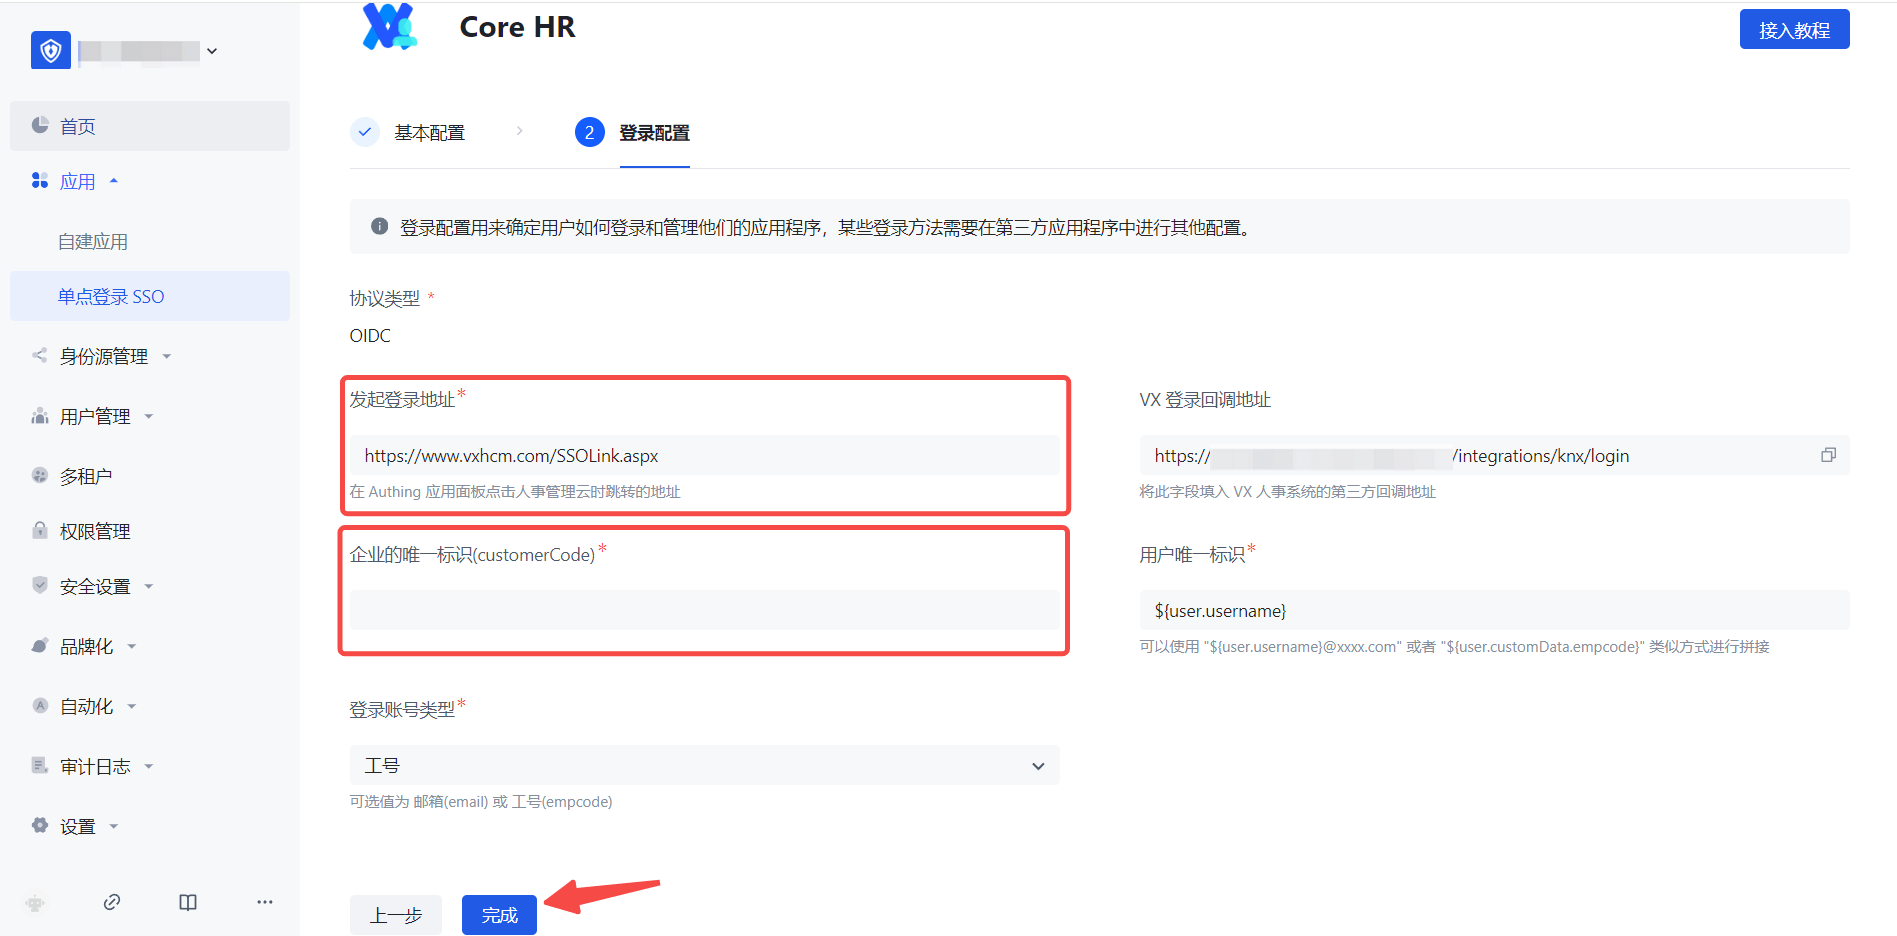 Core HR
接入教程
首页
应用
自建应用
单点登录 SSO
身份源管理
用户管理
多租户
权限管理
安全设置
品牌化
自动化
审计日志
设置
基本配置
2 登录配置
登录配置用来确定用户如何登录和管理他们的应用程序，某些登录方法需要在第三方应用程序中进行其他配置。
协议类型 *
OIDC
发起登录地址*
https://www.vxhcm.com/SSOLink.aspx
在 Authing 应用面板点击人事管理云时跳转的地址
VX 登录回调地址
https:// /integrations/knx/login
将此字段填入 VX 人事系统的第三方回调地址
企业的唯一标识(customerCode)*
用户唯一标识*
${user.username}
可以使用 "${user.username}@xxxx.com" 或者 "${user.customData.empcode}" 类似方式进行拼接
登录账号类型*
工号
可选值为 邮箱(email) 或 工号(empcode)
上一步
完成